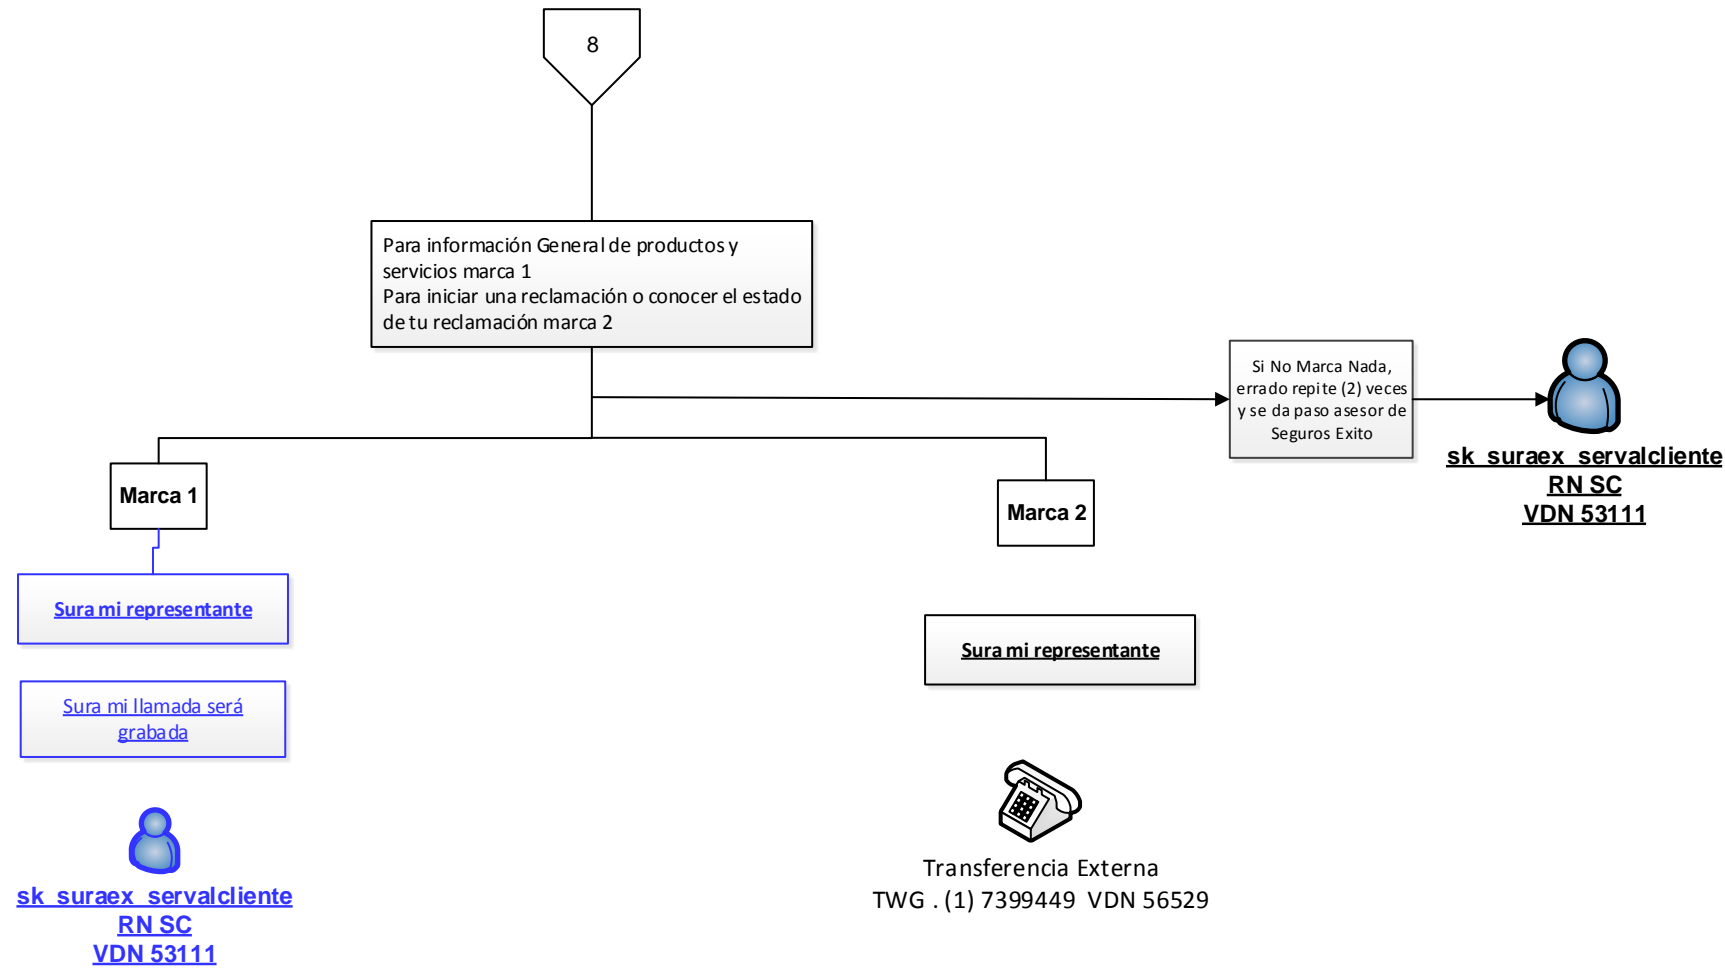 8
Para información General de productos y
servicios marca 1
Para iniciar una reclamación o conocer el estado
de tu reclamación marca 2
Si No Marca Nada,
errado repite (2) veces
y se da paso asesor de
Seguros Exito
sk_suraex_servalcliente
RN SC
VDN 53111
Marca 1
Marca 2
Sura mi representante
Sura mi representante
Sura mi llamada será
grabada
Transferencia Externa
TWG . (1) 7399449 VDN 56529
sk_suraex_servalcliente
RN SC
VDN 53111